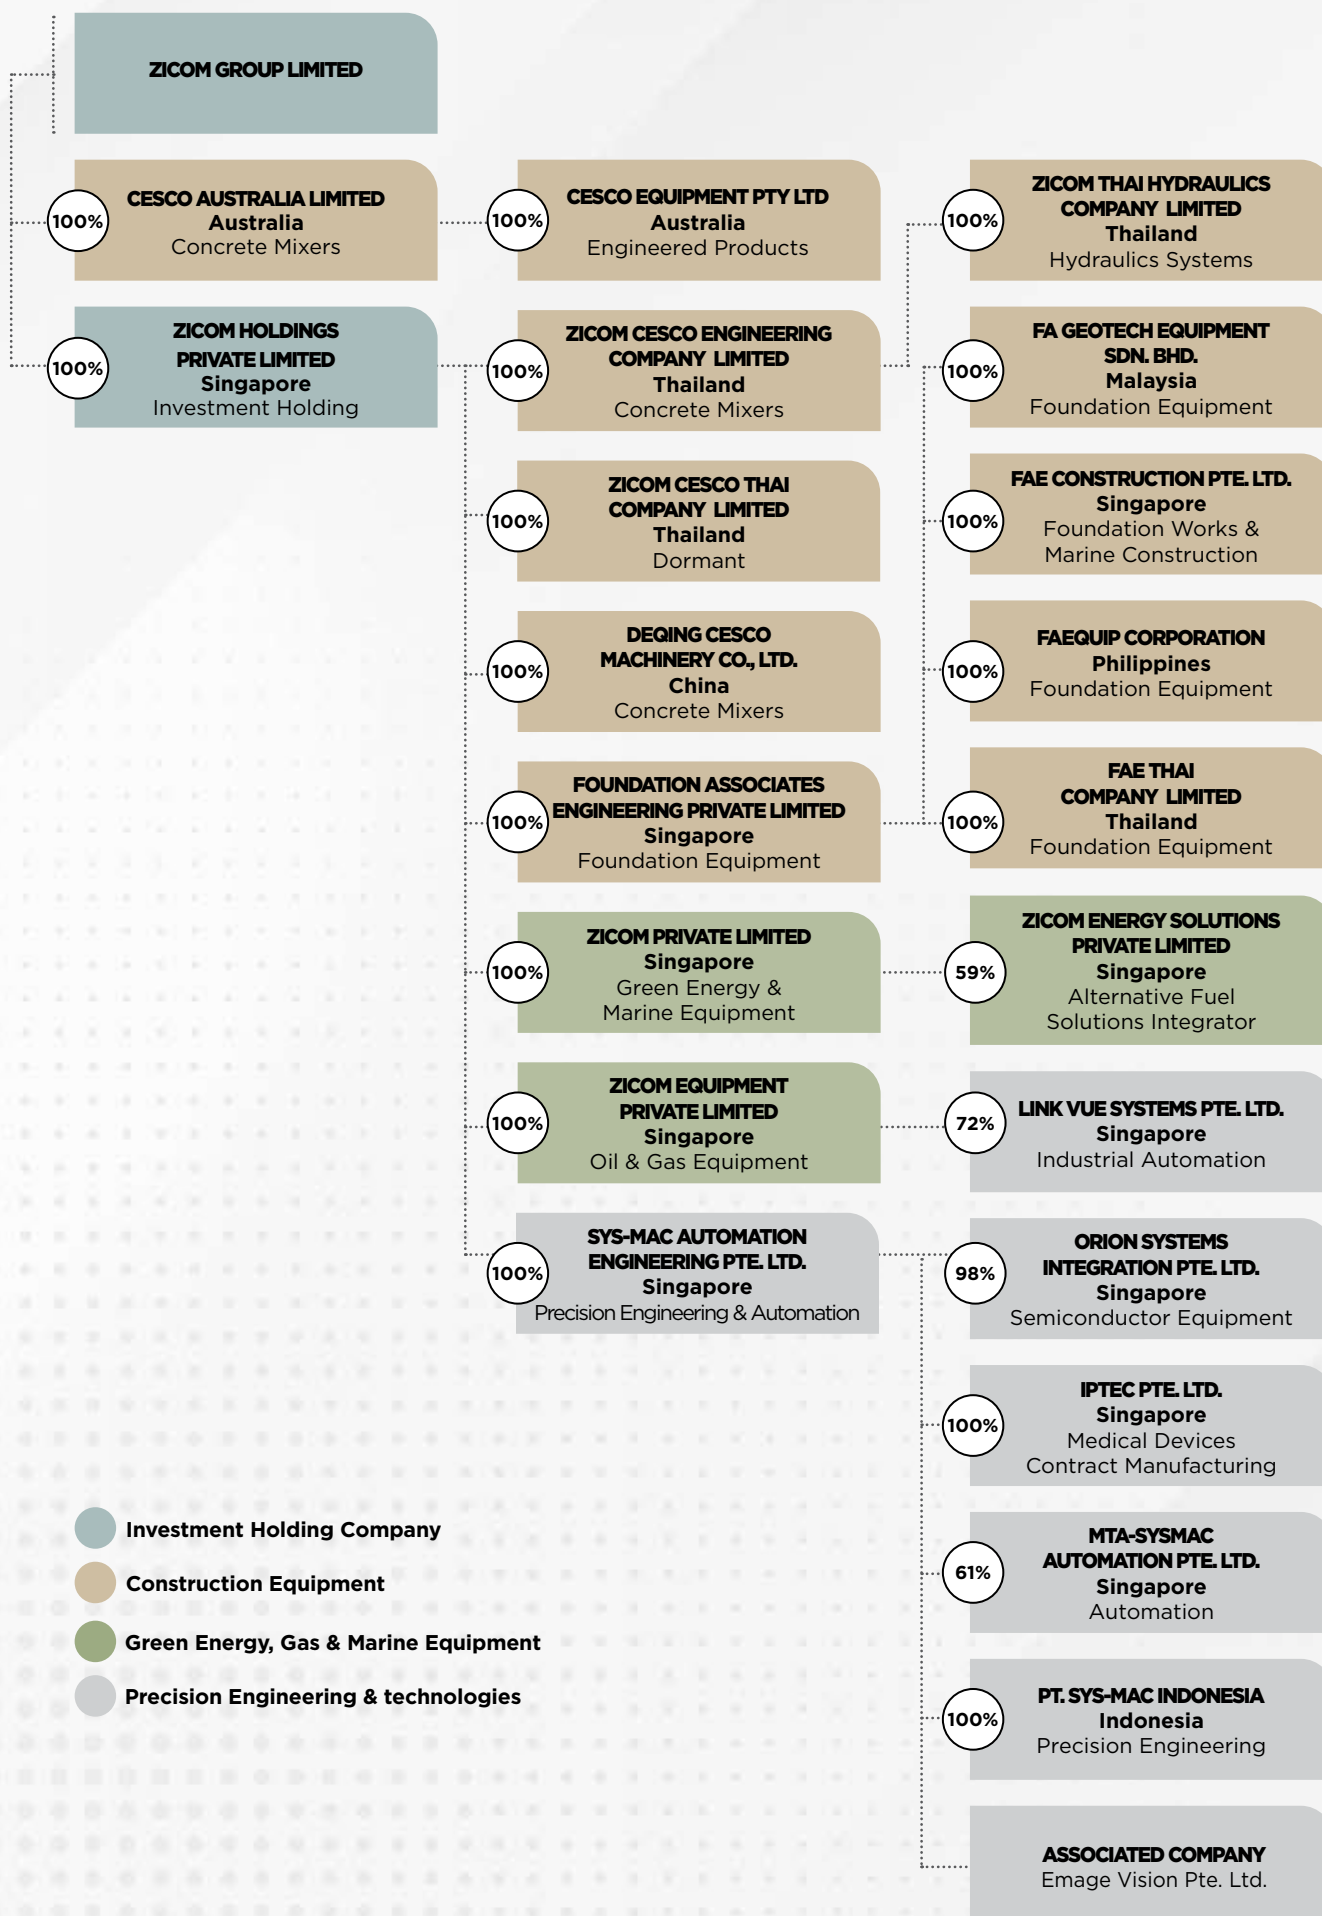 ZICOM GROUP LIMITED
100%
CESCO AUSTRALIA LIMITED
Australia
Concrete Mixers
100%
CESCO EQUIPMENT PTY LTD
Australia
Engineered Products
100%
ZICOM THAI HYDRAULICS
COMPANY LIMITED
Thailand
Hydraulics Systems
100%
ZICOM HOLDINGS
PRIVATE LIMITED
Singapore
Investment Holding
100%
ZICOM CESCO ENGINEERING
COMPANY LIMITED
Thailand
Concrete Mixers
100%
FA GEOTECH EQUIPMENT
SDN. BHD.
Malaysia
Foundation Equipment
100%
ZICOM CESCO THAI
COMPANY LIMITED
Thailand
Dormant
100%
FAE CONSTRUCTION PTE. LTD.
Singapore
Foundation Works &
Marine Construction
100%
DEQING CESCO
MACHINERY CO., LTD.
China
Concrete Mixers
100%
FAEQUIP CORPORATION
Philippines
Foundation Equipment
100%
FOUNDATION ASSOCIATES
ENGINEERING PRIVATE LIMITED
Singapore
Foundation Equipment
100%
FAE THAI
COMPANY LIMITED
Thailand
Foundation Equipment
100%
ZICOM PRIVATE LIMITED
Singapore
Green Energy &
Marine Equipment
59%
ZICOM ENERGY SOLUTIONS
PRIVATE LIMITED
Singapore
Alternative Fuel
Solutions Integrator
100%
ZICOM EQUIPMENT
PRIVATE LIMITED
Singapore
Oil & Gas Equipment
72%
LINK VUE SYSTEMS PTE. LTD.
Singapore
Industrial Automation
100%
SYS-MAC AUTOMATION
ENGINEERING PTE. LTD.
Singapore
Precision Engineering & Automation
98%
ORION SYSTEMS
INTEGRATION PTE. LTD.
Singapore
Semiconductor Equipment
100%
IPTEC PTE. LTD.
Singapore
Medical Devices
Contract Manufacturing
61%
MTA-SYSMAC
AUTOMATION PTE. LTD.
Singapore
Automation
100%
PT. SYS-MAC INDONESIA
Indonesia
Precision Engineering
ASSOCIATED COMPANY
Emage Vision Pte. Ltd.
Investment Holding Company
Construction Equipment
Green Energy, Gas & Marine Equipment
Precision Engineering & technologies